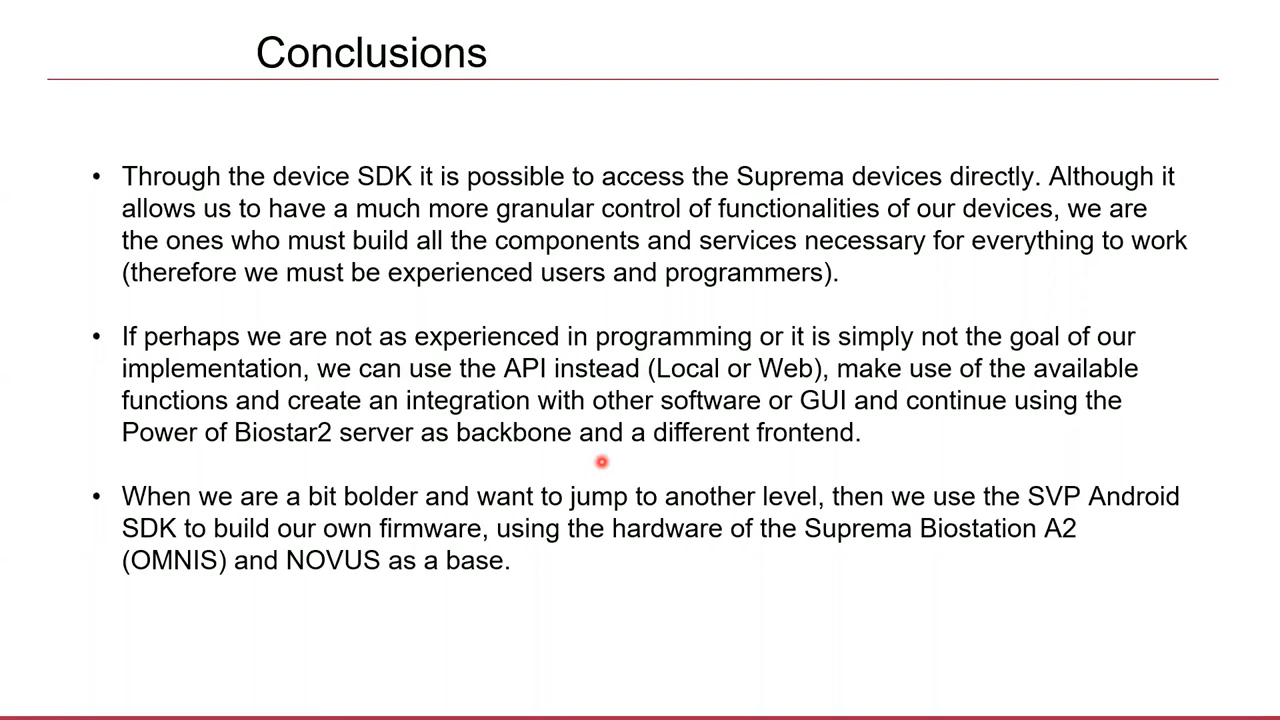 Conclusions
• Through the device SDK it is possible to access the Suprema devices directly. Although it
allows us to have a much more granular control of functionalities of our devices, we are
the ones who must build all the components and services necessary for everything to work
(therefore we must be experienced users and programmers).
• If perhaps we are not as experienced in programming or it is simply not the goal of our
implementation, we can use the API instead (Local or Web), make use of the available
functions and create an integration with other software or GUI and continue using the
Power of Biostar2 server as backbone and a different frontend.
• When we are a bit bolder and want to jump to another level, then we use the SVP Android
SDK to build our own firmware, using the hardware of the Suprema Biostation A2
(OMNIS) and NOVUS as a base.